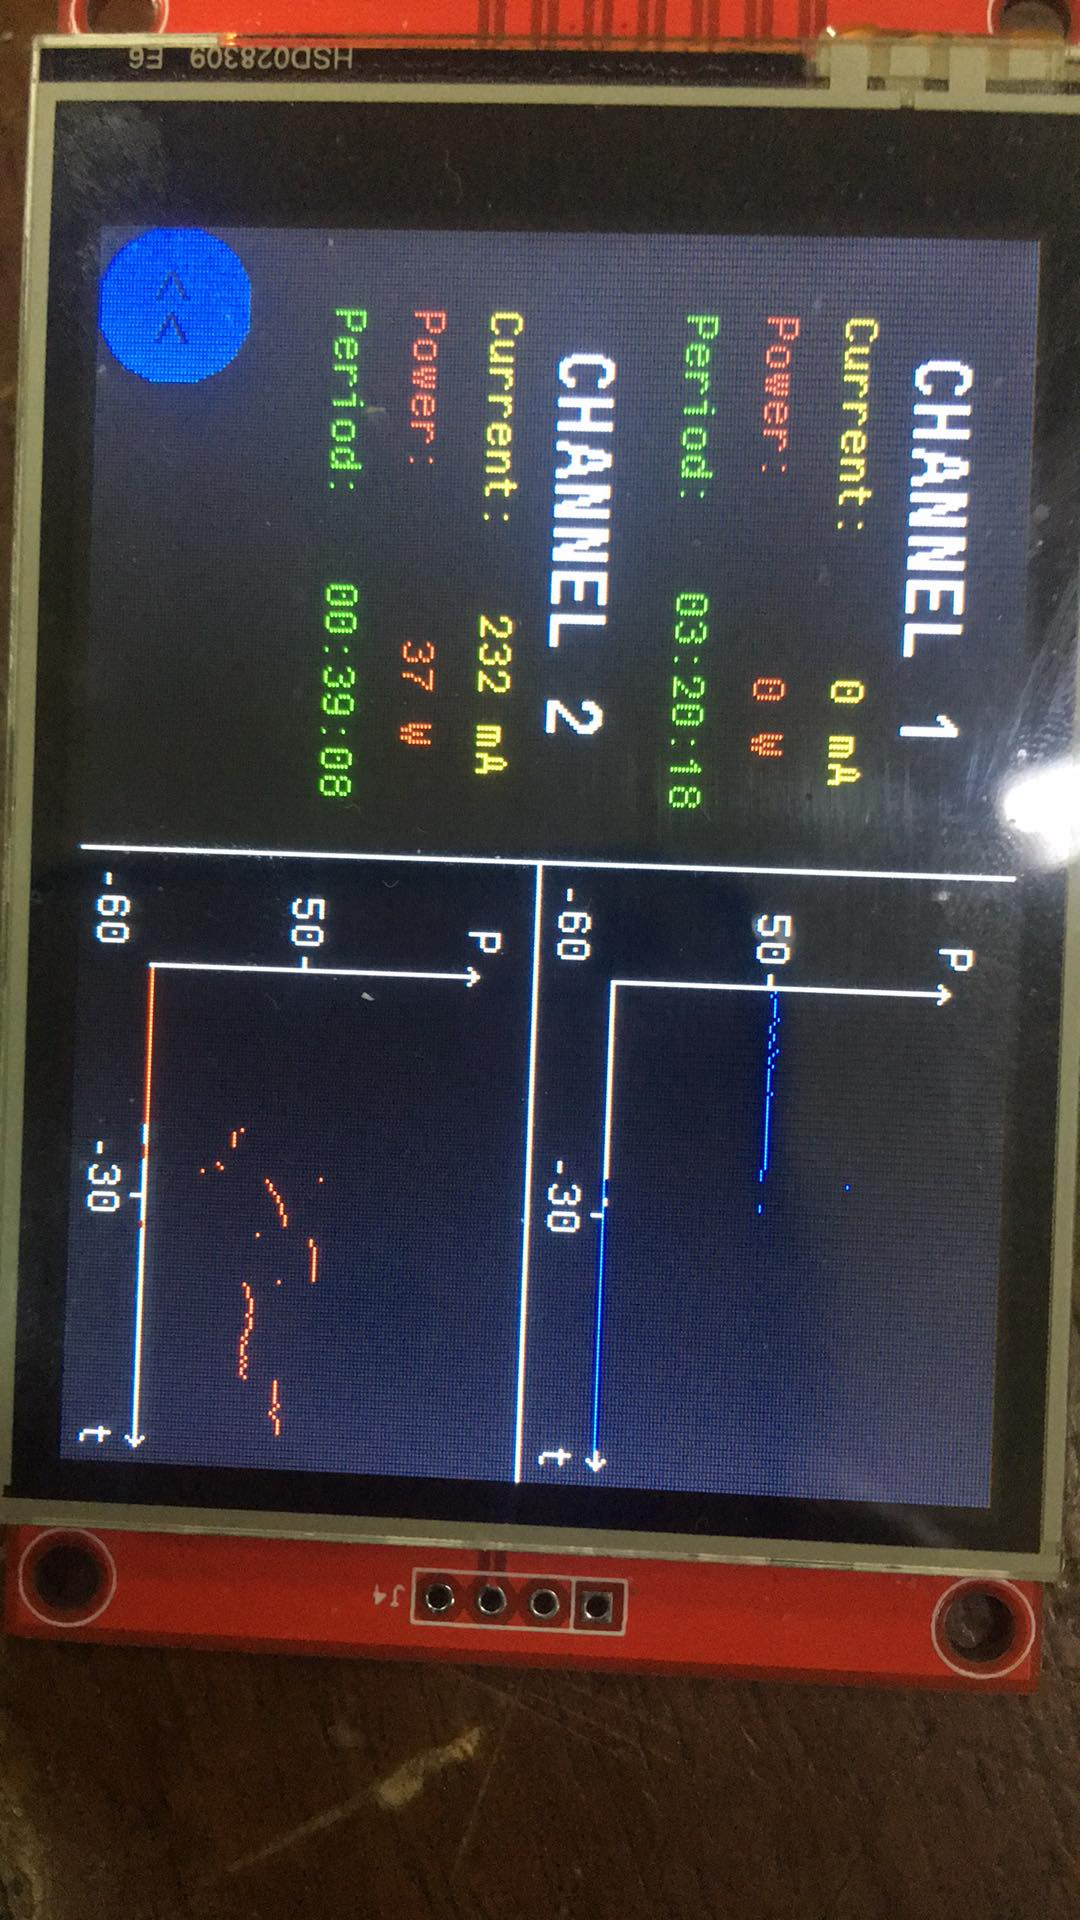 HSD028309 E6
CHANNEL 1
Current: 0 mA
Power: 0 W
Period: 03:20:18
CHANNEL 2
Current: 232 mA
Power: 37 W
Period: 00:39:08
<<
P
50
-60
-30
t
P
50
-60
-30
t
J4